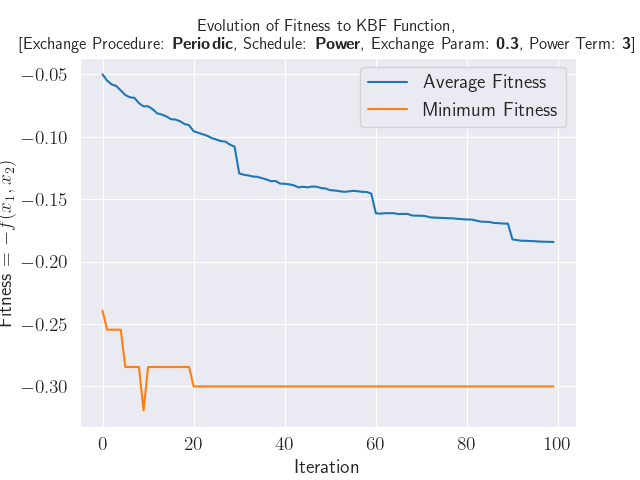 Evolution of Fitness to KBF Function,
[Exchange Procedure: Periodic, Schedule: Power, Exchange Param: 0.3, Power Term: 3]
Average Fitness
Minimum Fitness
−0.05
−0.10
−0.15
−0.20
−0.25
−0.30
Fitness = −f(x₁, x₂)
0 20 40 60 80 100
Iteration